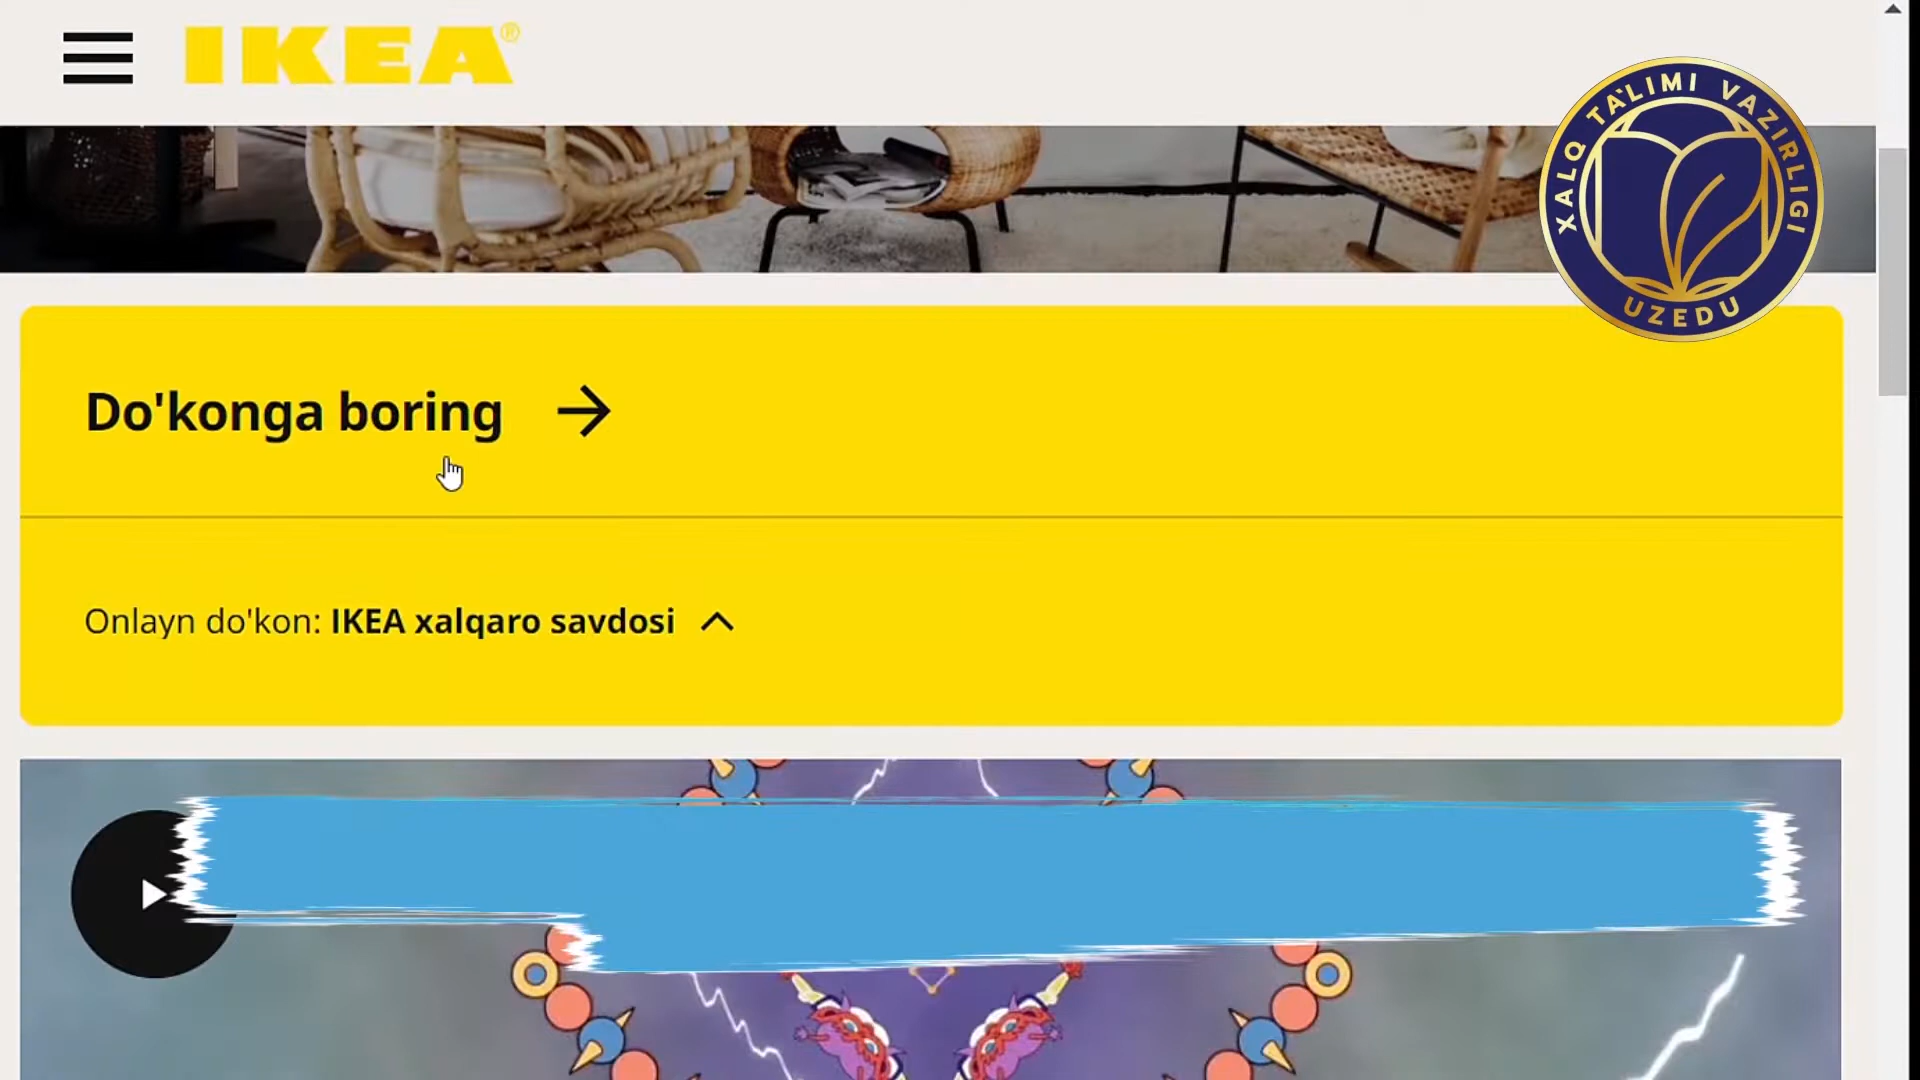 IKEA®
XALQ TA'LIMI VAZIRLIGI
UZEDU
Do'konga boring
Onlayn do'kon: IKEA xalqaro savdosi